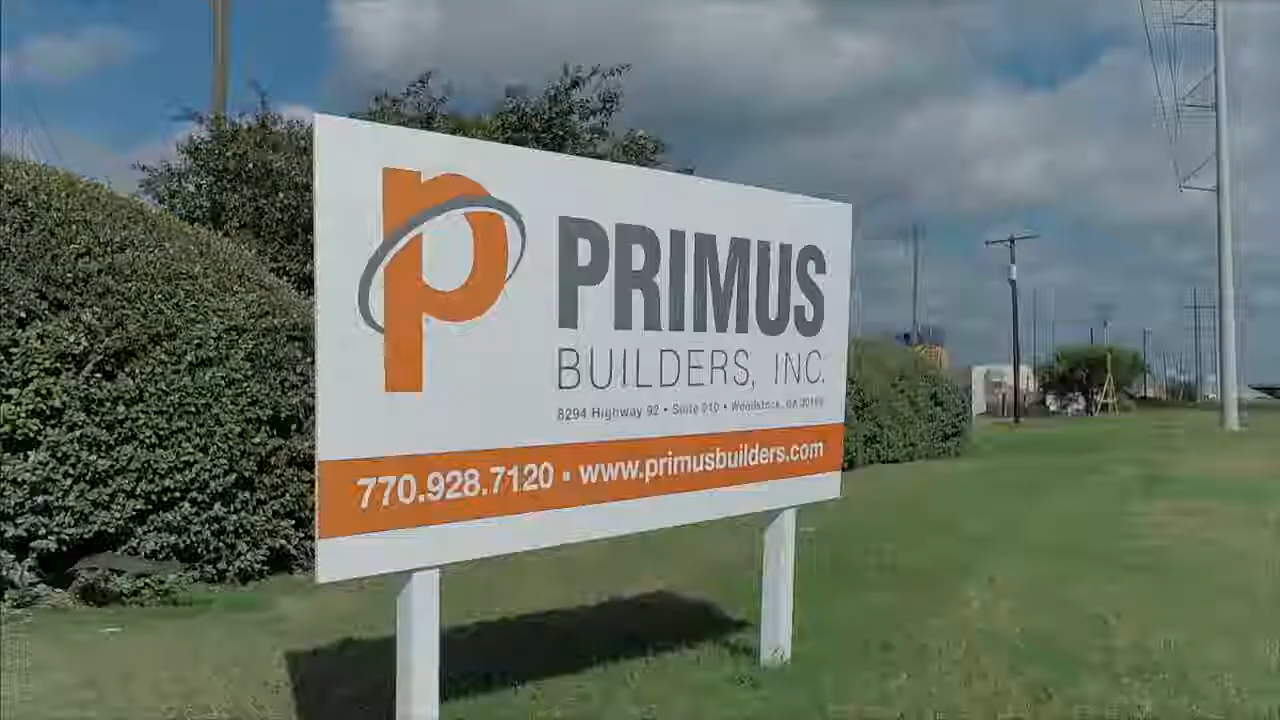 p
PRIMUS
BUILDERS, INC.
8294 Highway 92 • Suite 210 • Woodstock, GA 30189
770.928.7120 ▪ www.primusbuilders.com